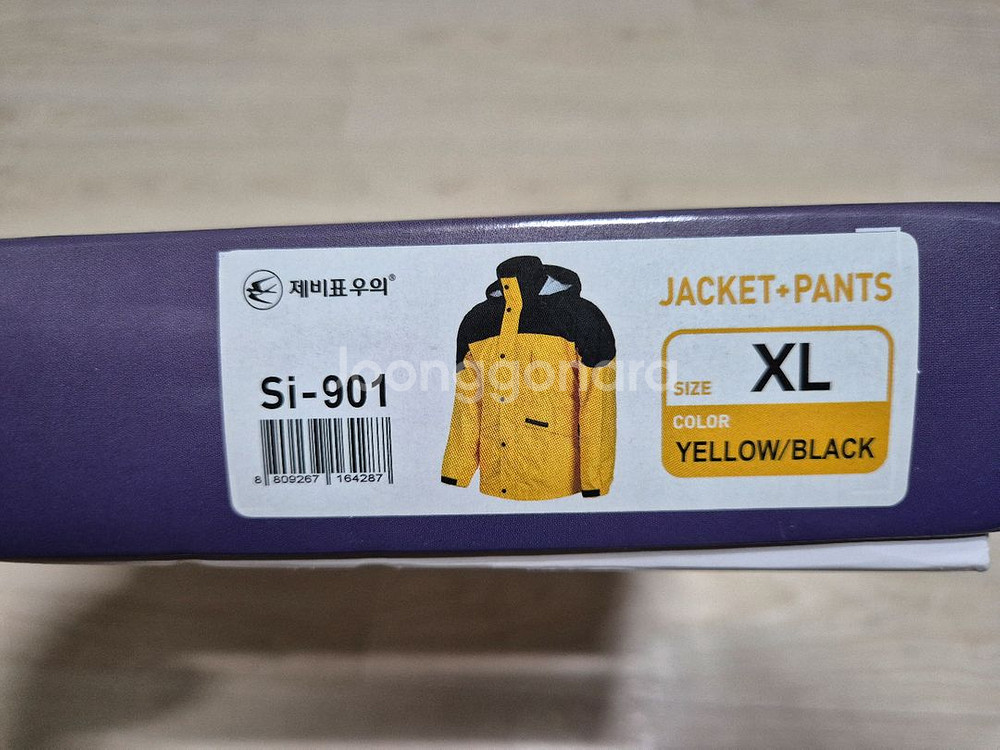 제비표우의®
Si-901
8 809267 164287
JACKET+PANTS
SIZE XL
COLOR
YELLOW/BLACK
joonggonara